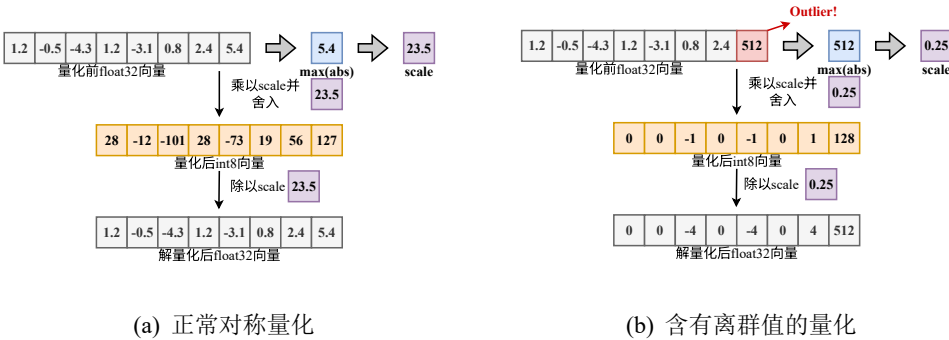 1.2 -0.5 -4.3 1.2 -3.1 0.8 2.4 5.4
5.4
23.5
量化前float32向量
max(abs)
scale
乘以scale并
舍入
23.5
28 -12 -101 28 -73 19 56 127
量化后int8向量
除以scale
23.5
1.2 -0.5 -4.3 1.2 -3.1 0.8 2.4 5.4
解量化后float32向量
(a) 正常对称量化
Outlier!
1.2 -0.5 -4.3 1.2 -3.1 0.8 2.4 512
512
0.25
量化前float32向量
max(abs)
scale
乘以scale并
舍入
0.25
0 0 -1 0 -1 0 1 128
量化后int8向量
除以scale
0.25
0 0 -4 0 -4 0 4 512
解量化后float32向量
(b) 含有离群值的量化